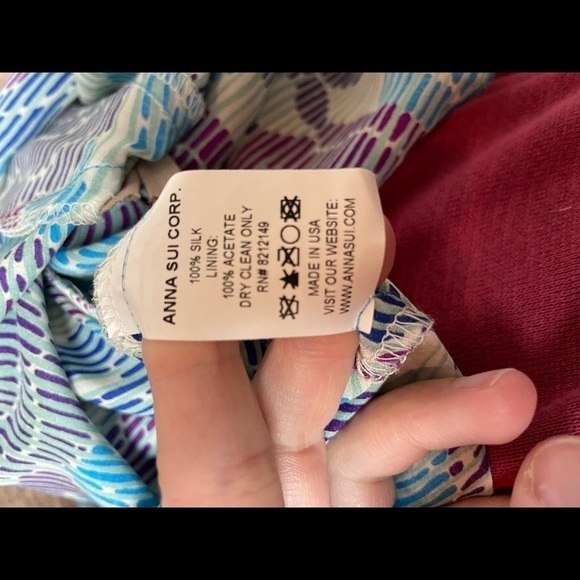 ANNA SUI CORP.
100% SILK
LINING:
100% ACETATE
DRY CLEAN ONLY
RN# 8212149
MADE IN USA
VISIT OUR WEBSITE:
WWW.ANNASUI.COM